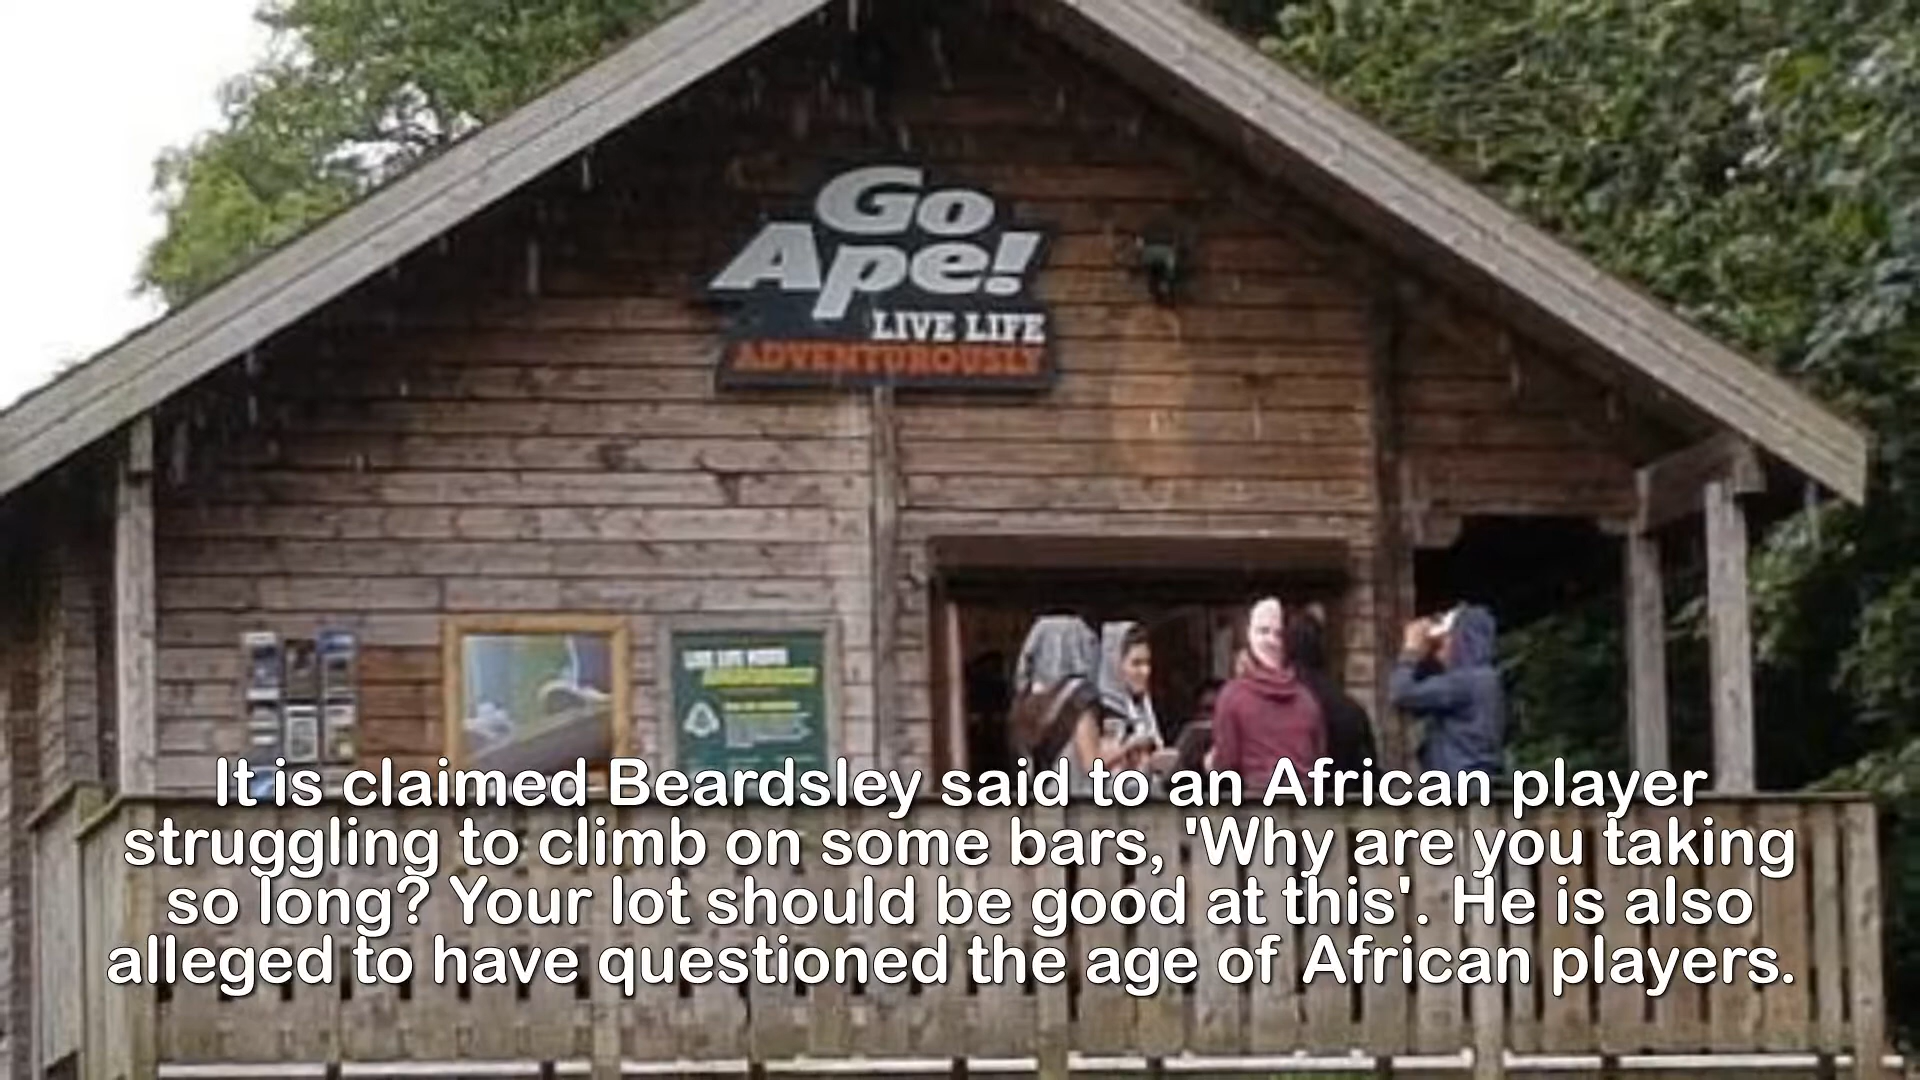 Go
Ape!
LIVE LIFE
ADVENTUROUSLY
LIVE LIFE
It is claimed Beardsley said to an African player
struggling to climb on some bars, 'Why are you taking
so long? Your lot should be good at this'. He is also
alleged to have questioned the age of African players.